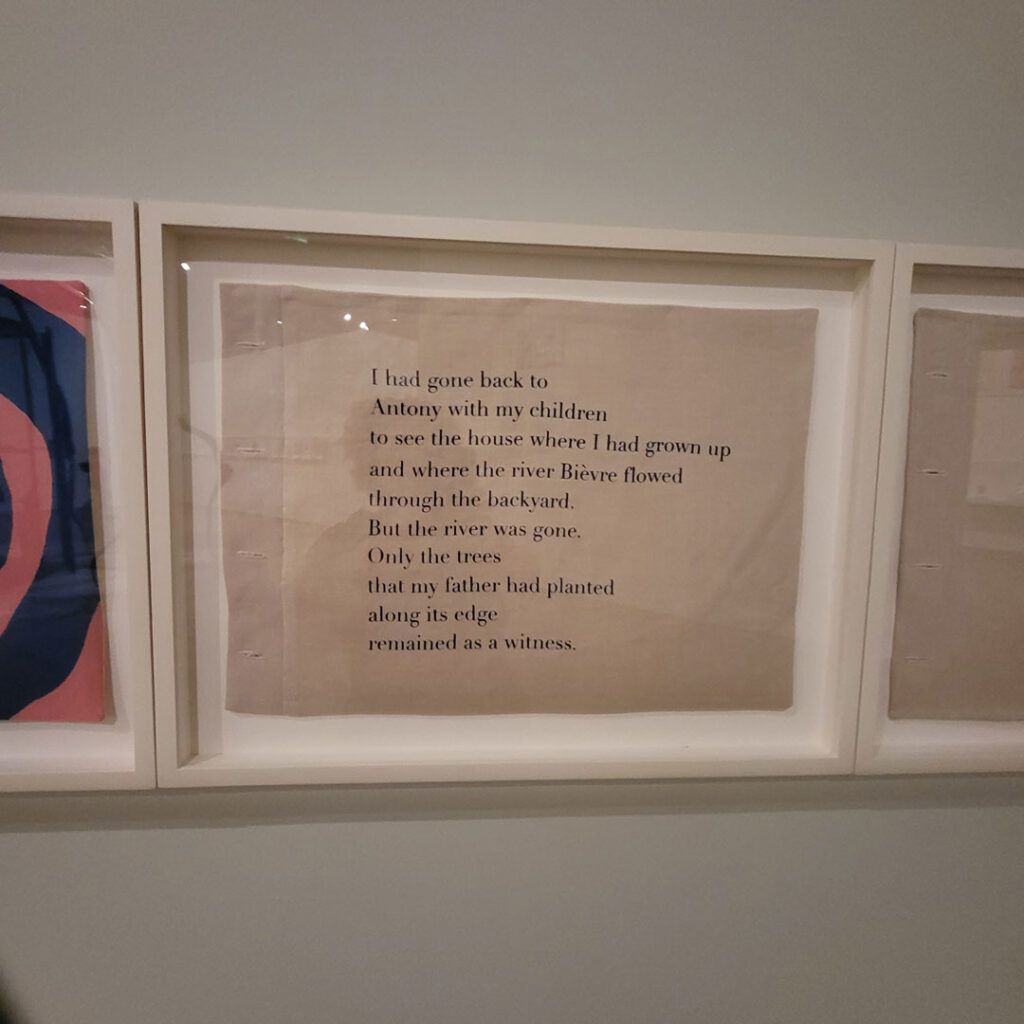 I had gone back to
Antony with my children
to see the house where I had grown up
and where the river Bièvre flowed
through the backyard.
But the river was gone.
Only the trees
that my father had planted
along its edge
remained as a witness.